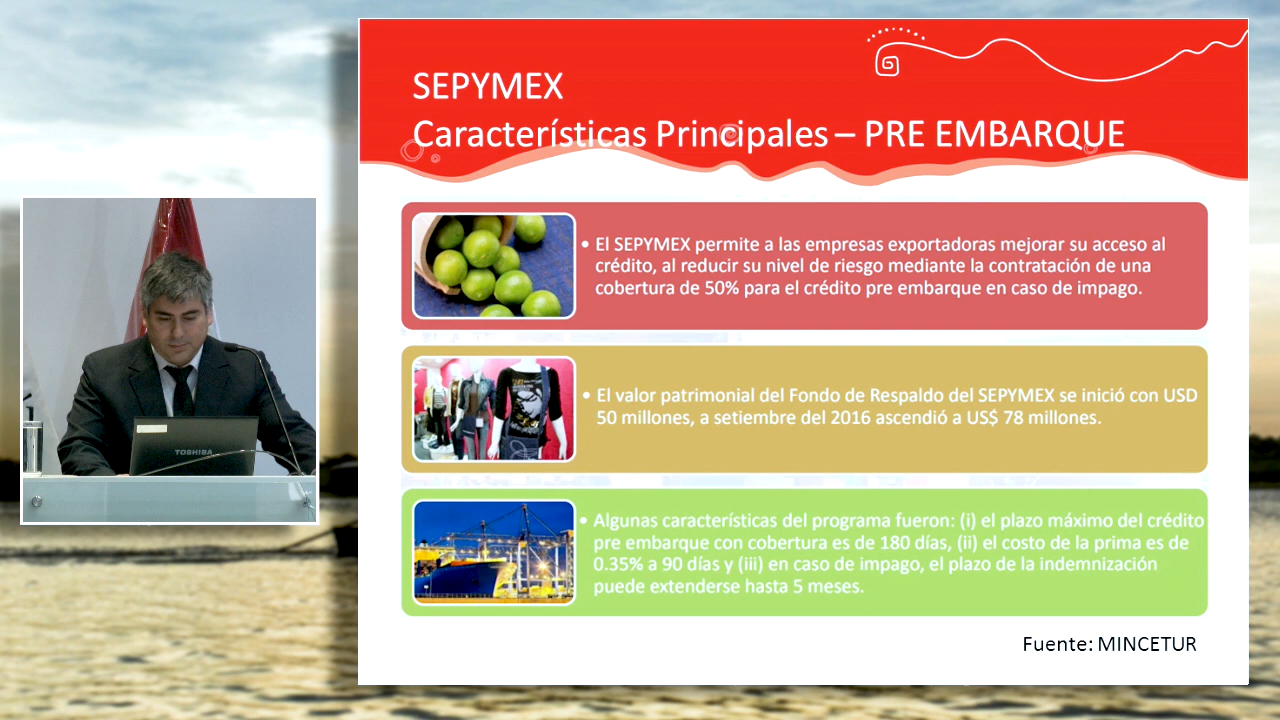 SEPYMEX
Características Principales – PRE EMBARQUE
• El SEPYMEX permite a las empresas exportadoras mejorar su acceso al
crédito, al reducir su nivel de riesgo mediante la contratación de una
cobertura de 50% para el crédito pre embarque en caso de impago.
• El valor patrimonial del Fondo de Respaldo del SEPYMEX se inició con USD
50 millones, a setiembre del 2016 ascendió a US$ 78 millones.
• Algunas características del programa fueron: (i) el plazo máximo del crédito
pre embarque con cobertura es de 180 días, (ii) el costo de la prima es de
0.35% a 90 días y (iii) en caso de impago, el plazo de la indemnización
puede extenderse hasta 5 meses.
Fuente: MINCETUR
TOSHIBA